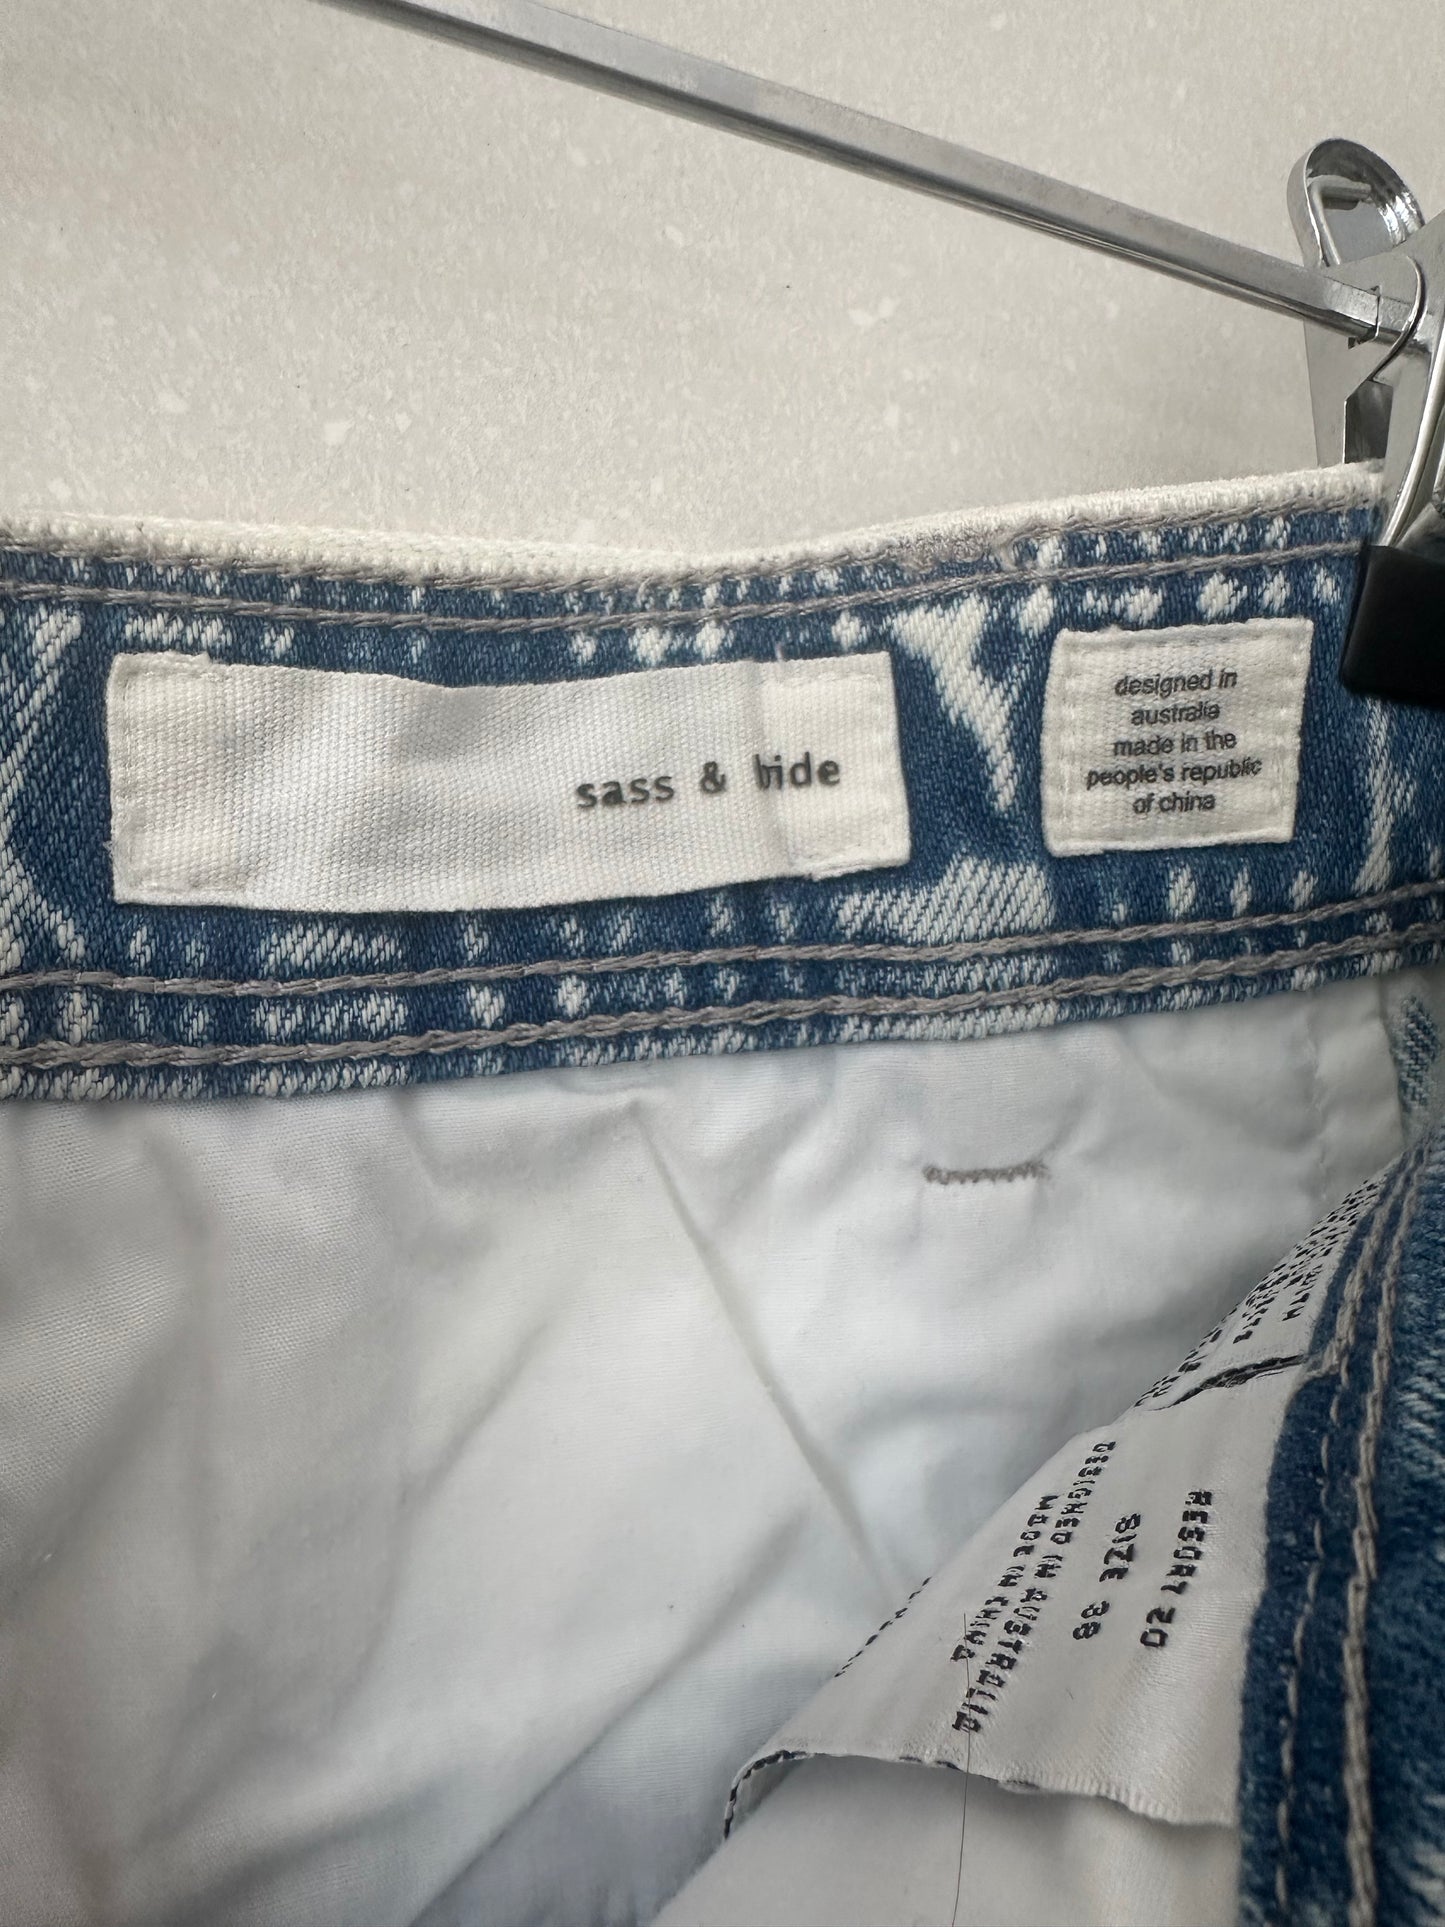 sass & bide
designed in
australia
made in the
people's republic
of china
RESORT 20
SIZE 38
DESIGNED IN AUSTRALIA
MADE IN CHINA